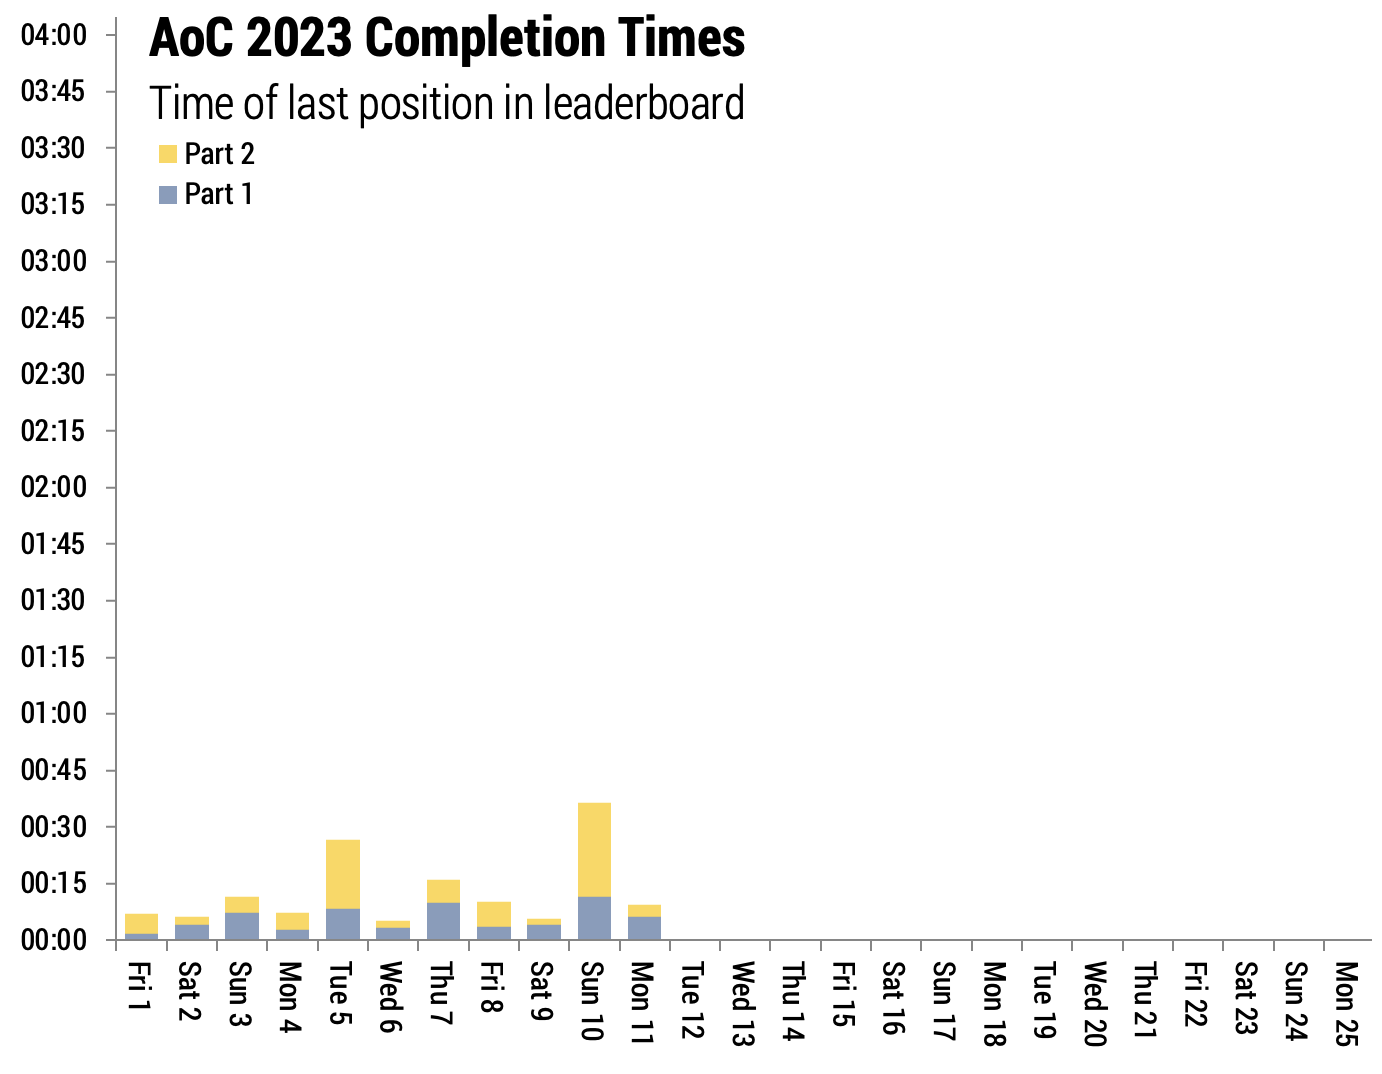 AoC 2023 Completion Times
Time of last position in leaderboard
Part 2
Part 1
04:00
03:45
03:30
03:15
03:00
02:45
02:30
02:15
02:00
01:45
01:30
01:15
01:00
00:45
00:30
00:15
00:00
Fri 1
Sat 2
Sun 3
Mon 4
Tue 5
Wed 6
Thu 7
Fri 8
Sat 9
Sun 10
Mon 11
Tue 12
Wed 13
Thu 14
Fri 15
Sat 16
Sun 17
Mon 18
Tue 19
Wed 20
Thu 21
Fri 22
Sat 23
Sun 24
Mon 25